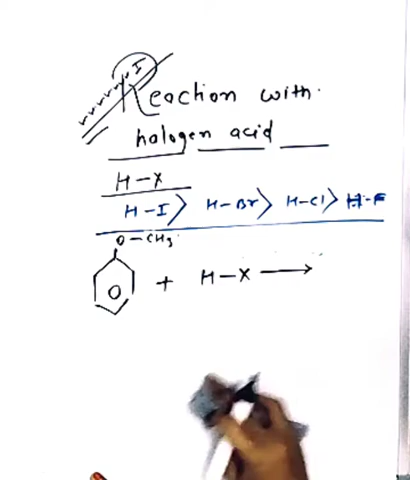 I
Reaction with
halogen acid
H-X
H-I > H-Br > H-Cl > H-F
O-CH3
+ H-X →